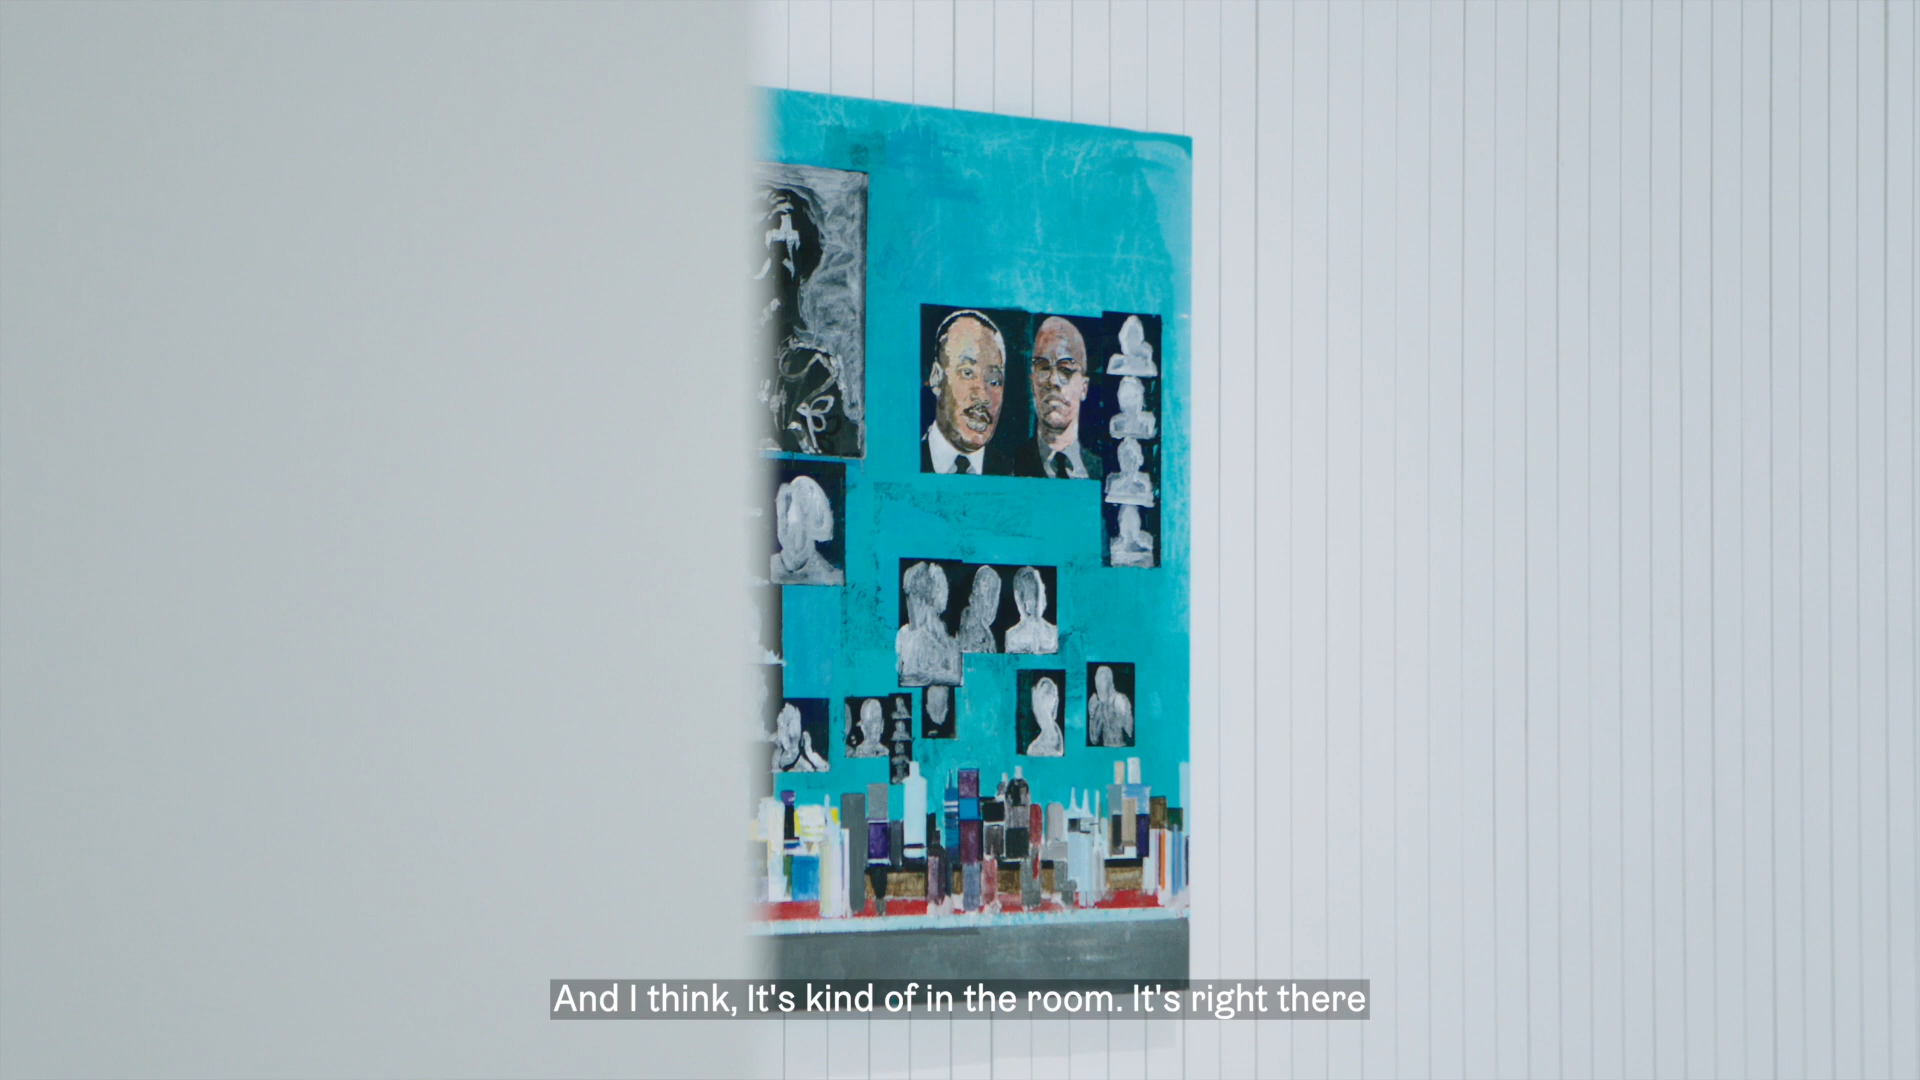 And I think, It's kind of in the room. It's right there